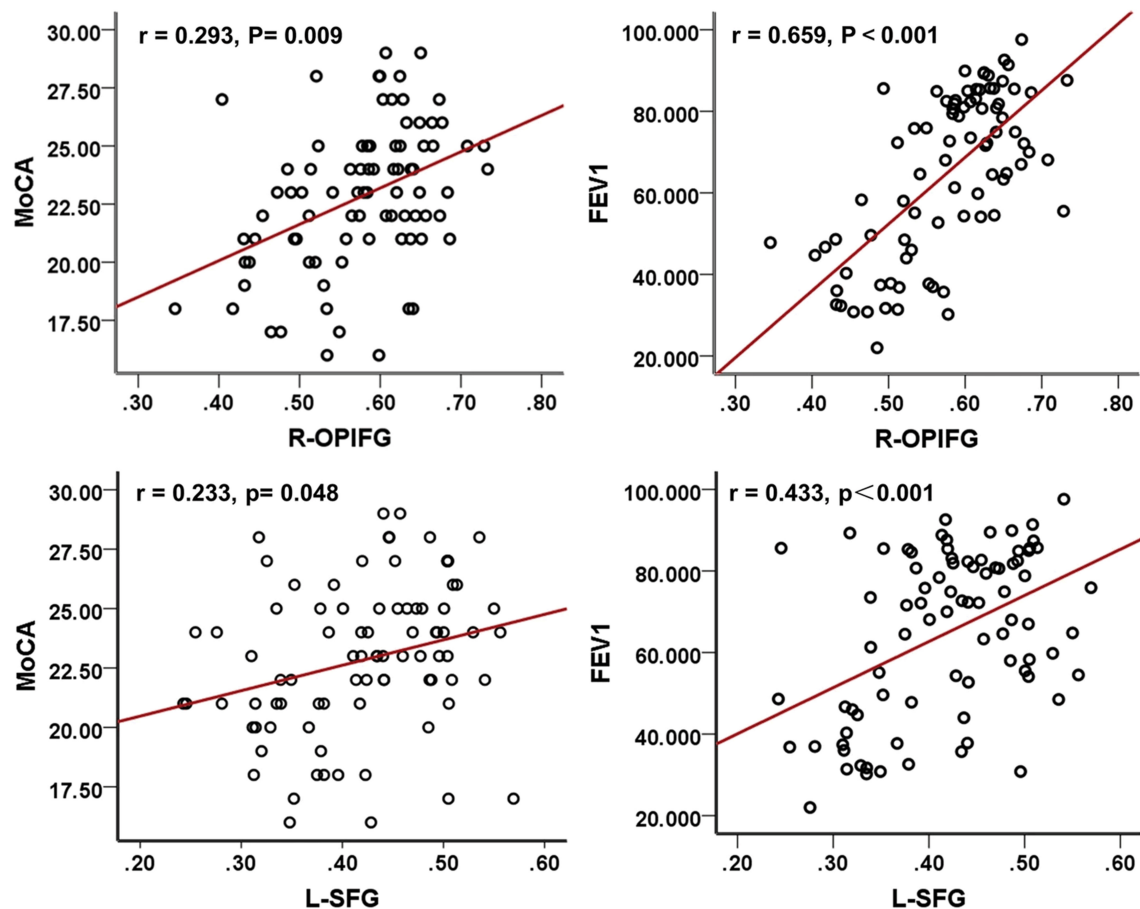 r = 0.293, P= 0.009
MoCA
30.00
27.50
25.00
22.50
20.00
17.50
.30 .40 .50 .60 .70 .80
R-OPIFG
r = 0.659, P < 0.001
FEV1
100.000
80.000
60.000
40.000
20.000
.30 .40 .50 .60 .70 .80
R-OPIFG
r = 0.233, p= 0.048
MoCA
30.00
27.50
25.00
22.50
20.00
17.50
.20 .30 .40 .50 .60
L-SFG
r = 0.433, p<0.001
FEV1
100.000
80.000
60.000
40.000
20.000
.20 .30 .40 .50 .60
L-SFG